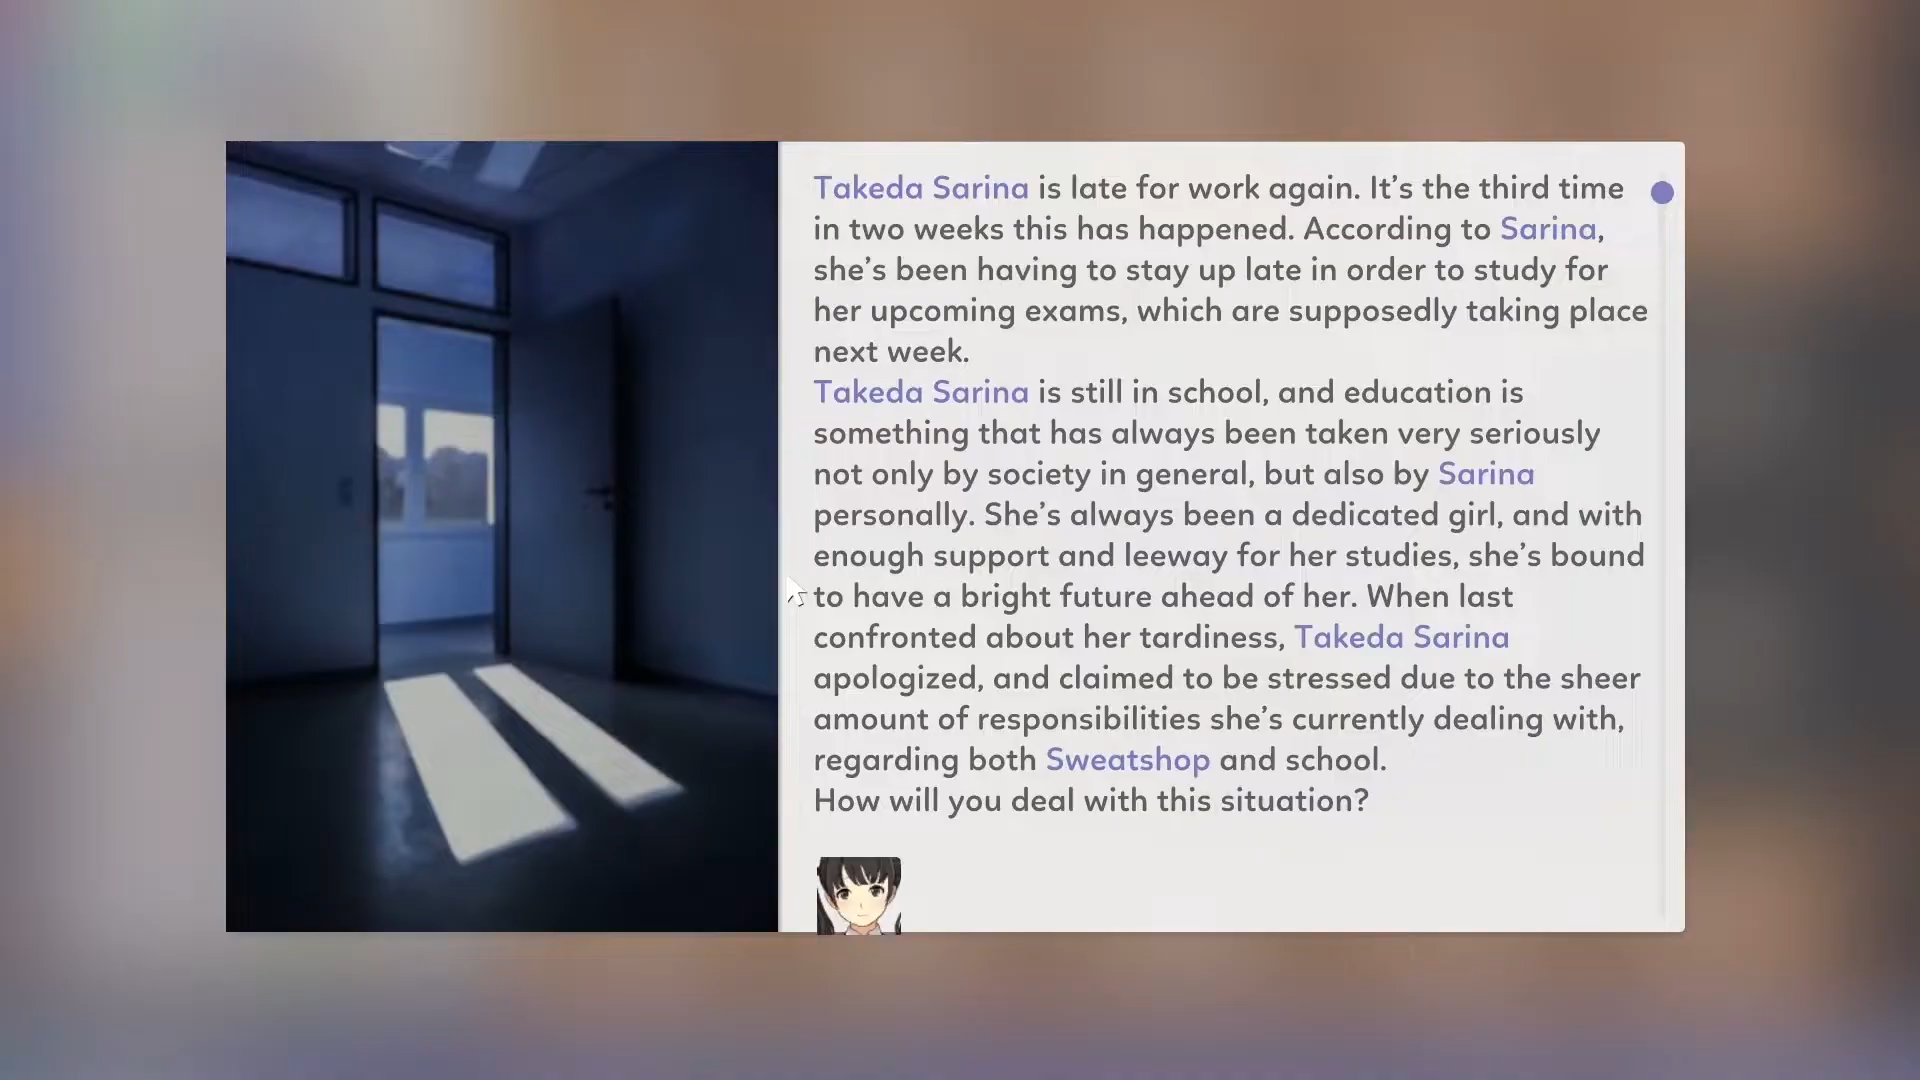 Takeda Sarina is late for work again. It’s the third time
in two weeks this has happened. According to Sarina,
she’s been having to stay up late in order to study for
her upcoming exams, which are supposedly taking place
next week.
Takeda Sarina is still in school, and education is
something that has always been taken very seriously
not only by society in general, but also by Sarina
personally. She’s always been a dedicated girl, and with
enough support and leeway for her studies, she’s bound
to have a bright future ahead of her. When last
confronted about her tardiness, Takeda Sarina
apologized, and claimed to be stressed due to the sheer
amount of responsibilities she’s currently dealing with,
regarding both Sweatshop and school.
How will you deal with this situation?